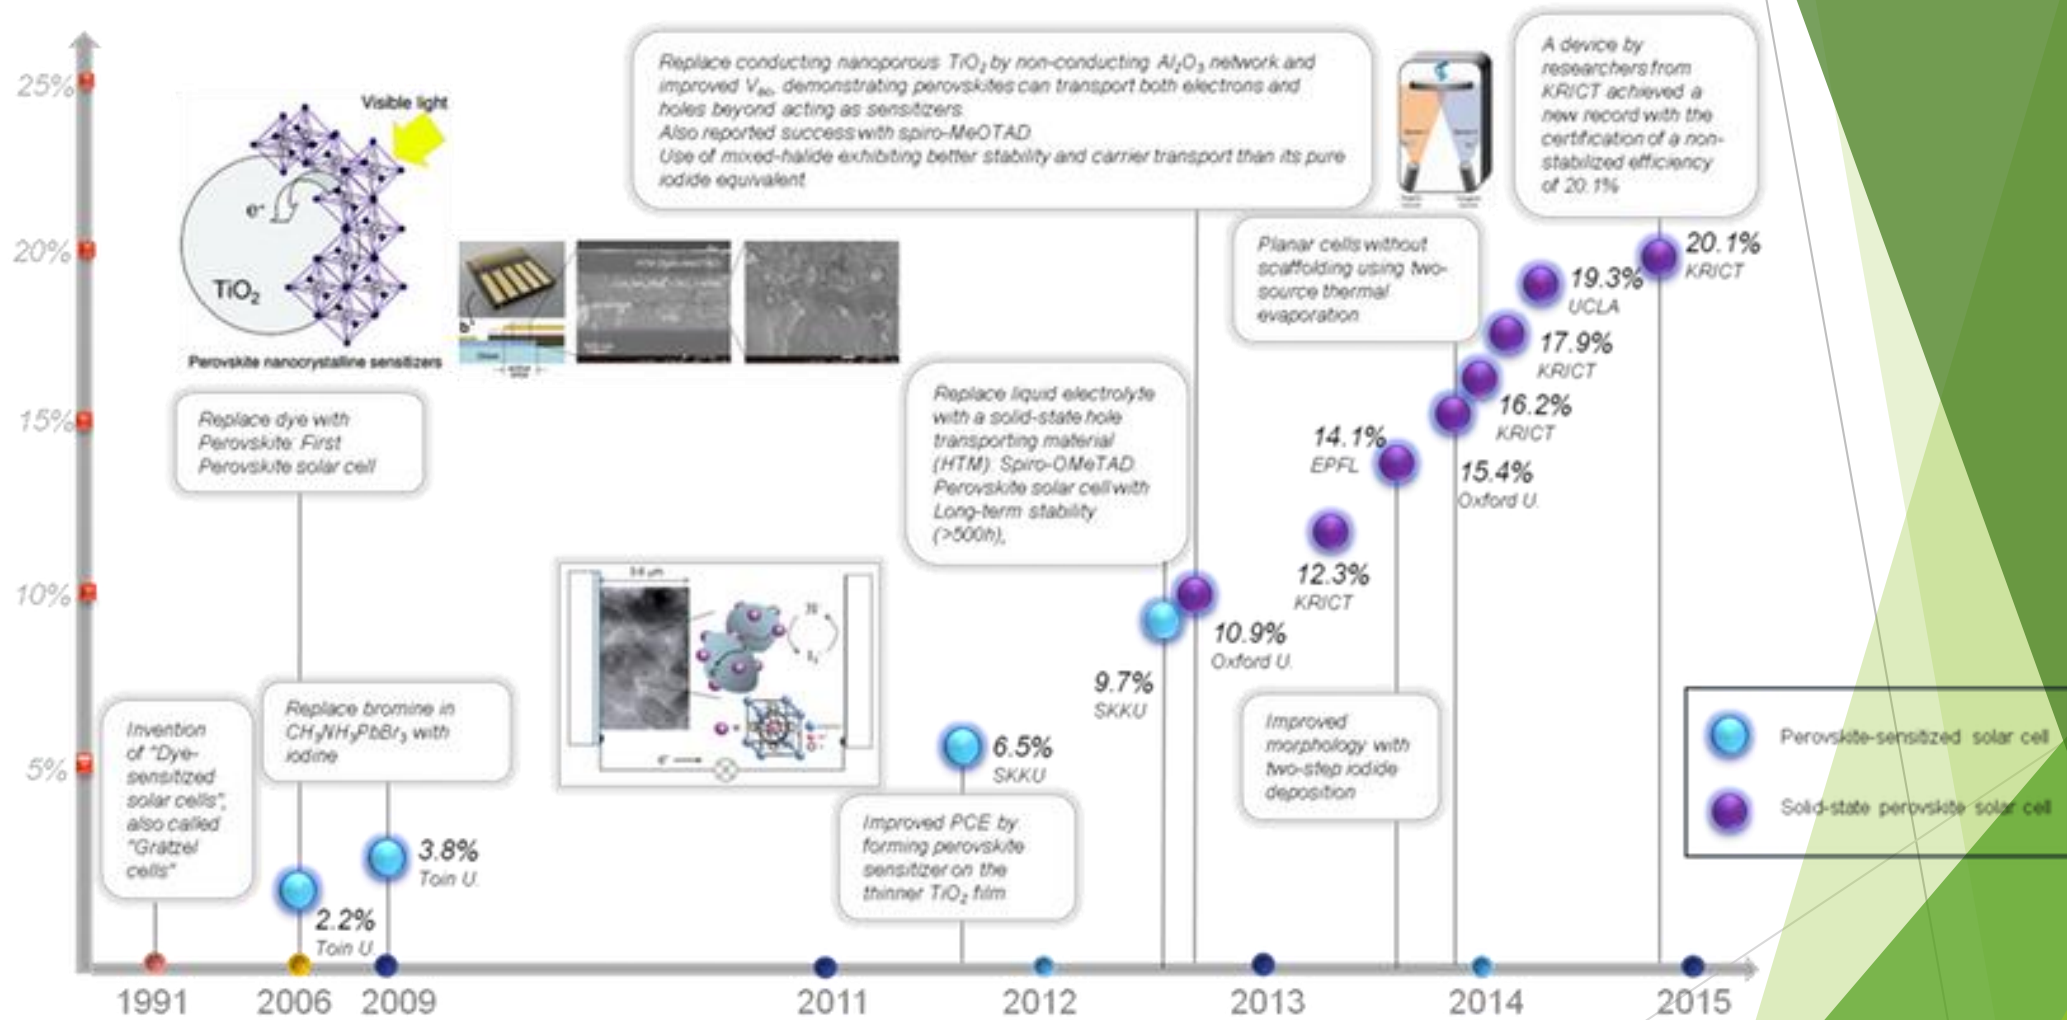 25%
20%
15%
10%
5%
Visible light
e-
TiO2
Perovskite nanocrystalline sensitizers
b
Replace dye with
Perovskite: First
Perovskite solar cell
Invention
of "Dye-
sensitized
solar cells",
also called
"Gratzel
cells"
Replace bromine in
CH3NH3PbBr3 with
iodine
2.2%
Toin U.
3.8%
Toin U.
Replace conducting nanoporous TiO2 by non-conducting Al2O3 network and
improved Voc, demonstrating perovskites can transport both electrons and
holes beyond acting as sensitizers.
Also reported success with spiro-MeOTAD.
Use of mixed-halide exhibiting better stability and carrier transport than its pure
iodide equivalent
Replace liquid electrolyte
with a solid-state hole
transporting material
(HTM): Spiro-OMeTAD.
Perovskite solar cell with
Long-term stability
(>500h),
e-
6.5%
SKKU
Improved PCE by
forming perovskite
sensitizer on the
thinner TiO2 film
9.7%
SKKU
10.9%
Oxford U.
12.3%
KRICT
14.1%
EPFL
Improved
morphology with
two-step iodide
deposition
Planar cells without
scaffolding using two-
source thermal
evaporation
15.4%
Oxford U.
16.2%
KRICT
17.9%
KRICT
19.3%
UCLA
20.1%
KRICT
A device by
researchers from
KRICT achieved a
new record with the
certification of a non-
stabilized efficiency
of 20.1%
Perovskite-sensitized solar cell
Solid-state perovskite solar cell
1991
2006
2009
2011
2012
2013
2014
2015